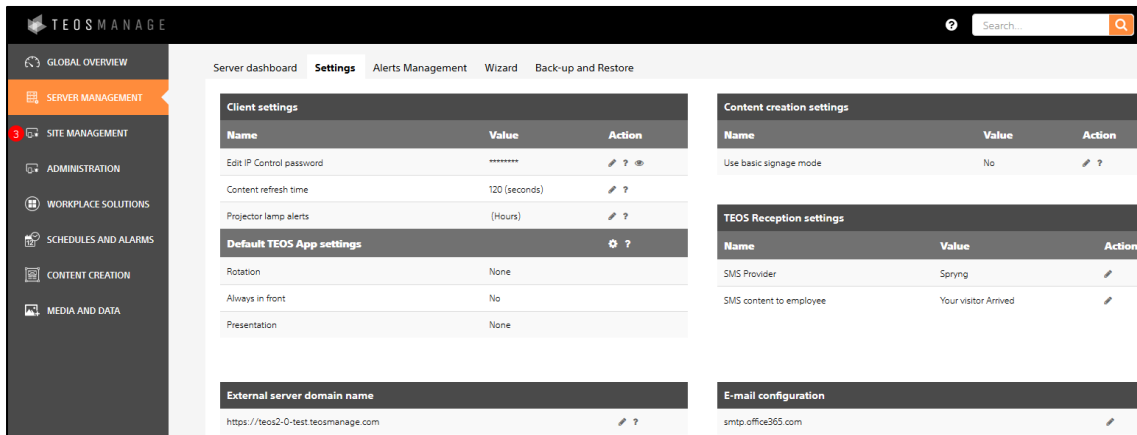 TEOSMANAGE
Search...
GLOBAL OVERVIEW
SERVER MANAGEMENT
3 SITE MANAGEMENT
ADMINISTRATION
WORKPLACE SOLUTIONS
SCHEDULES AND ALARMS
CONTENT CREATION
MEDIA AND DATA
Server dashboard Settings Alerts Management Wizard Back-up and Restore
Client settings
Name Value Action
Edit IP Control password ******** ?
Content refresh time 120 (seconds) ?
Projector lamp alerts (Hours) ?
Default TEOS App settings ?
Rotation None
Always in front No
Presentation None
External server domain name
https://teos2-0-test.teosmanage.com ?
Content creation settings
Name Value Action
Use basic signage mode No ?
TEOS Reception settings
Name Value Action
SMS Provider Spryng
SMS content to employee Your visitor Arrived
E-mail configuration
smtp.office365.com